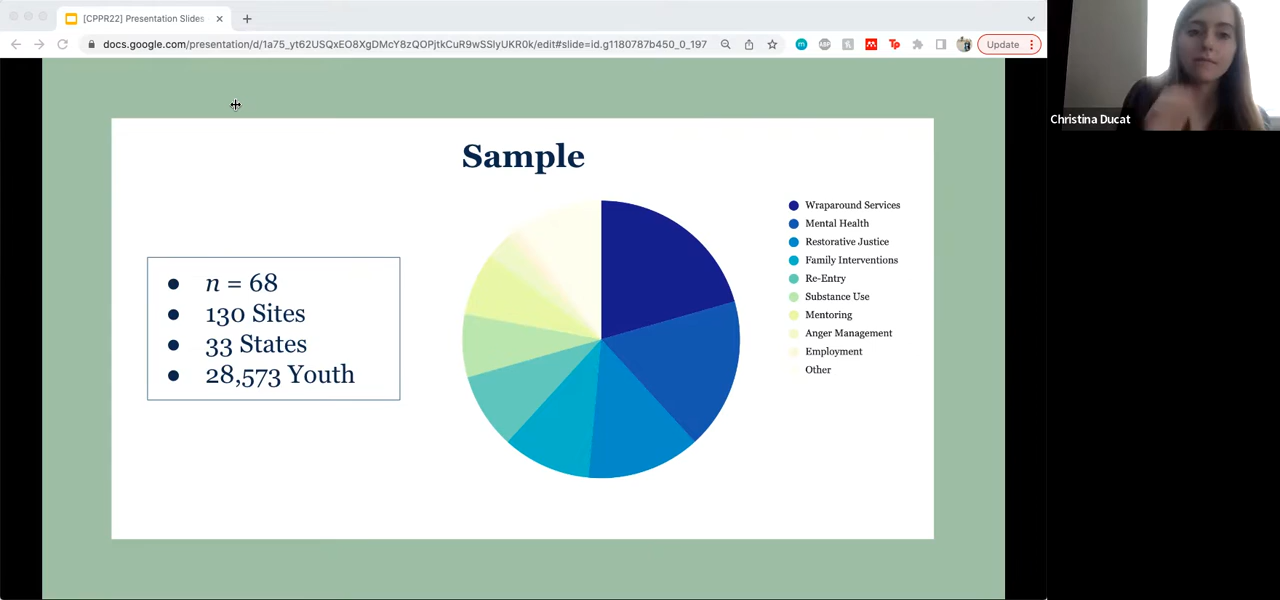 [CPPR22] Presentation Slides
docs.google.com/presentation/d/1a75_yt62USQxEO8XgDMcY8zQOPjtkCuR9wSSlyUKR0k/edit#slide=id.g1180787b450_0_197
ABP
Tp
Update
Christina Ducat
Sample
n = 68
130 Sites
33 States
28,573 Youth
Wraparound Services
Mental Health
Restorative Justice
Family Interventions
Re-Entry
Substance Use
Mentoring
Anger Management
Employment
Other